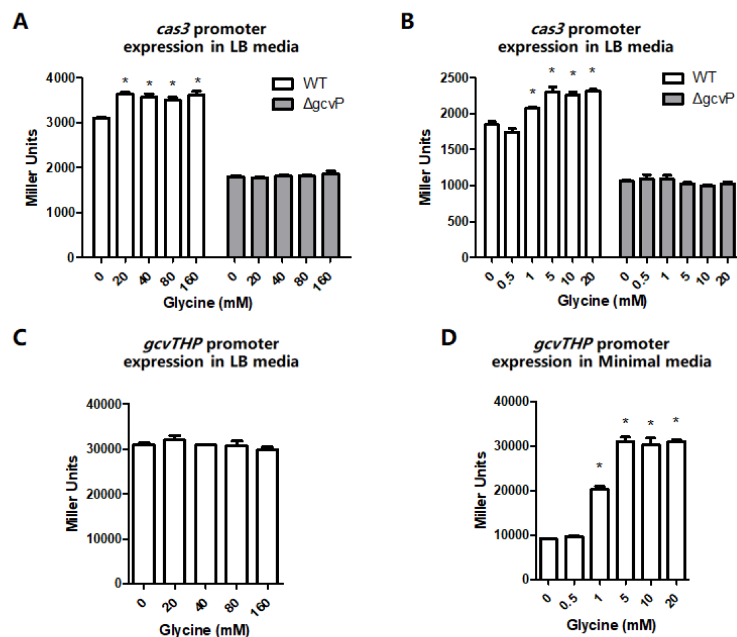 A
cas3 promoter
expression in LB media
4000
3000
2000
1000
0
Miller Units
WT
ΔgcvP
* * * *
0 20 40 80 160 0 20 40 80 160
Glycine (mM)
B
cas3 promoter
expression in LB media
2500
2000
1500
1000
500
0
Miller Units
WT
ΔgcvP
* * * *
0 0.5 1 5 10 20 0 0.5 1 5 10 20
Glycine (mM)
C
gcvTHP promoter
expression in LB media
40000
30000
20000
10000
0
Miller Units
0 20 40 80 160
Glycine (mM)
D
gcvTHP promoter
expression in Minimal media
40000
30000
20000
10000
0
Miller Units
* * * *
0 0.5 1 5 10 20
Glycine (mM)